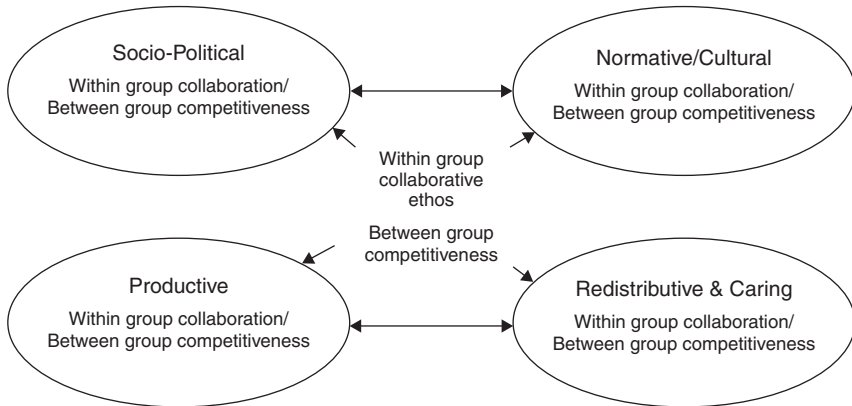 Socio-Political
Within group collaboration/
Between group competitiveness
Normative/Cultural
Within group collaboration/
Between group competitiveness
Within group
collaborative
ethos
Between group
competitiveness
Productive
Within group collaboration/
Between group competitiveness
Redistributive & Caring
Within group collaboration/
Between group competitiveness